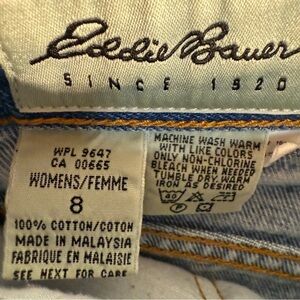 Eddie Bauer
SINCE 1920
WPL 9647
CA 00665
WOMENS/FEMME
8
100% COTTON/COTON
MADE IN MALAYSIA
FABRIQUE EN MALAISIE
SEE NEXT FOR CARE
MACHINE WASH WARM
WITH LIKE COLORS
ONLY NON-CHLORINE
BLEACH WHEN NEEDED
TUMBLE DRY. WARM
IRON AS DESIRED
40
P